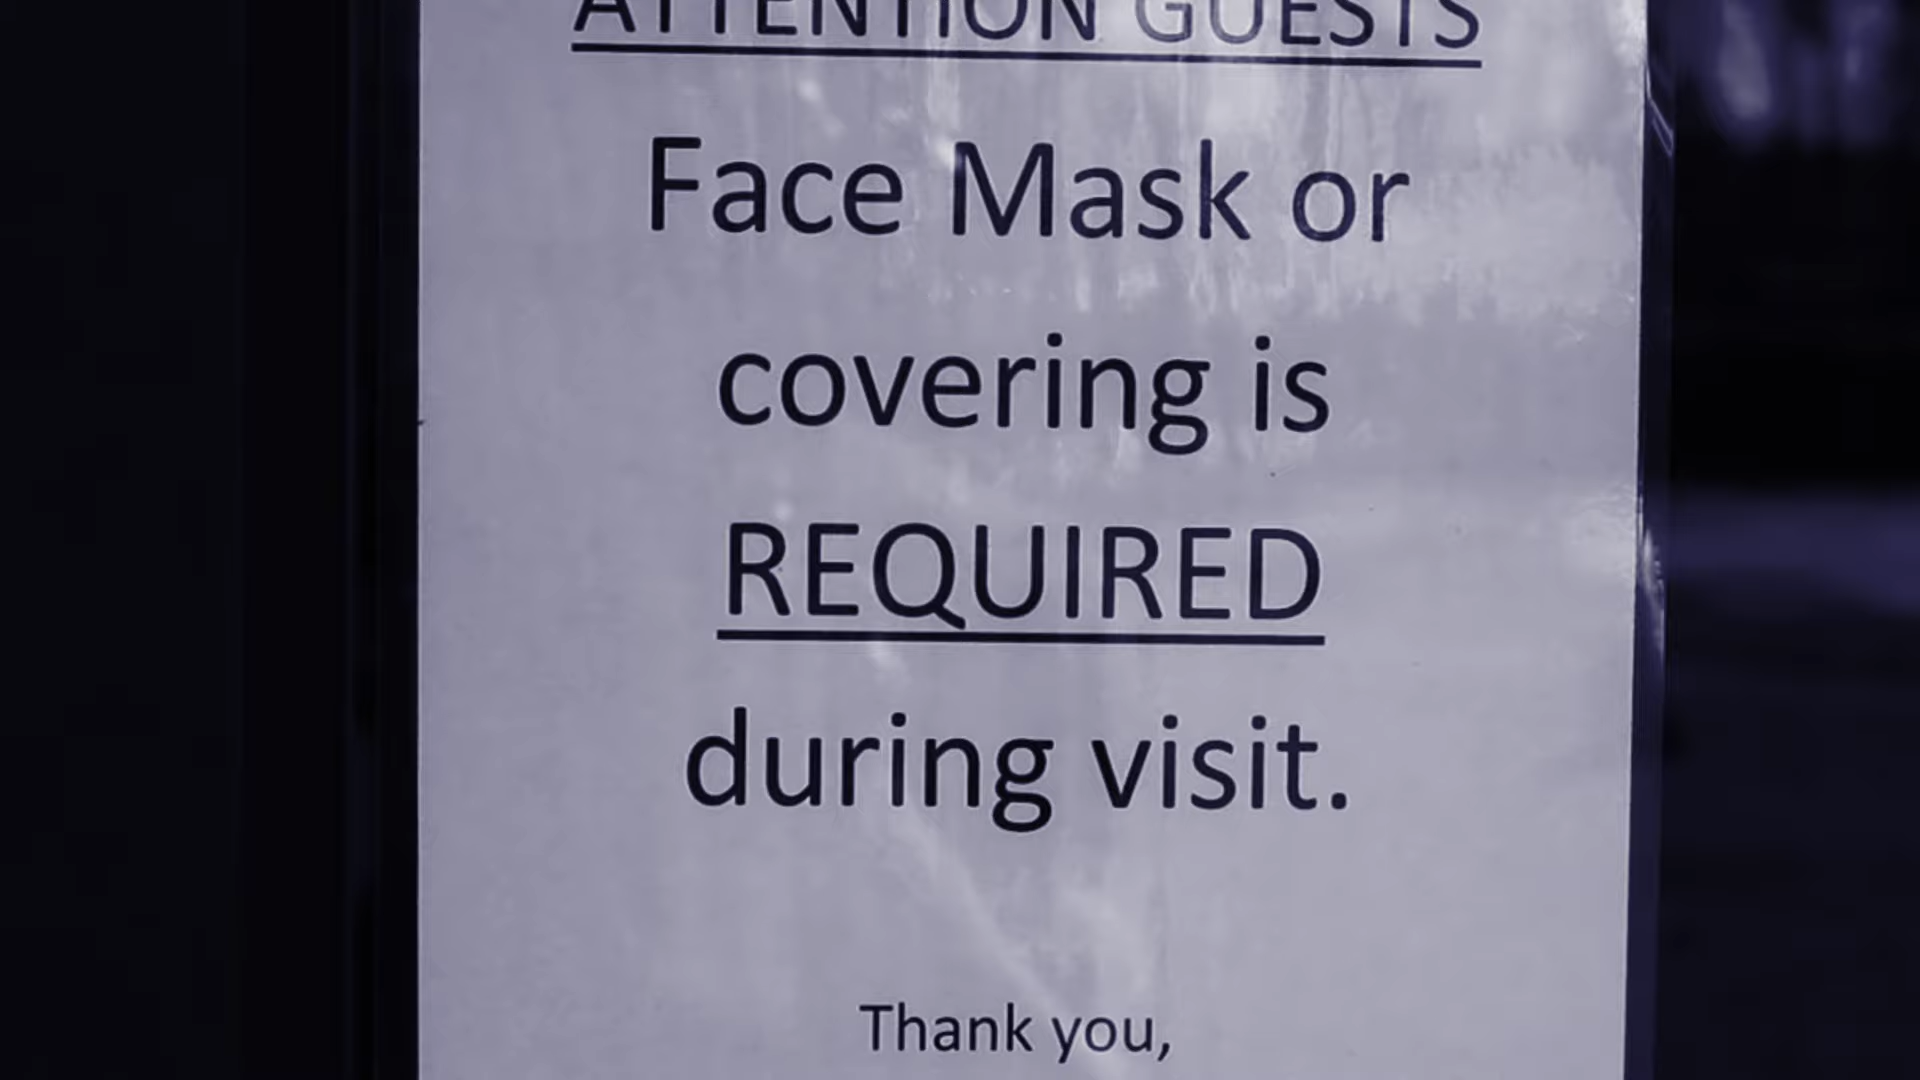 ATTENTION GUESTS
Face Mask or
covering is
REQUIRED
during visit.
Thank you,